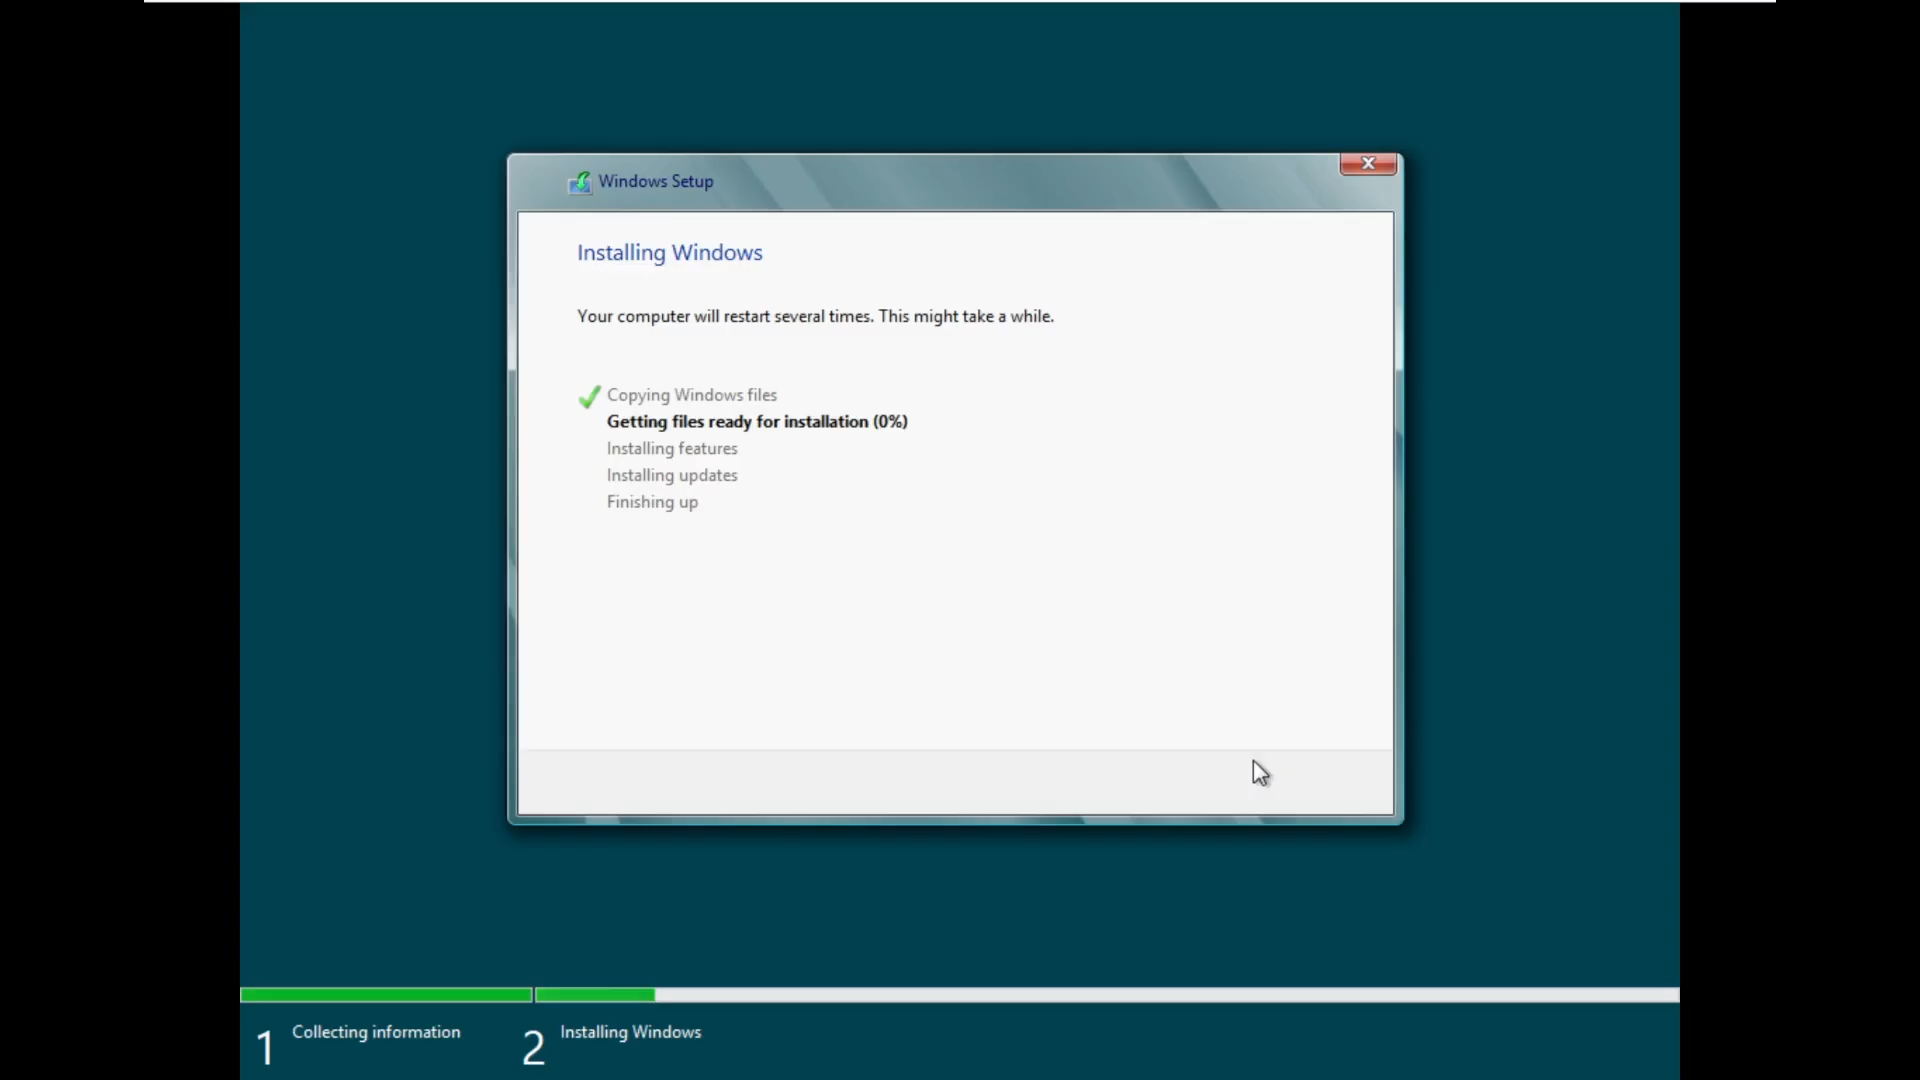 Windows Setup
Installing Windows
Your computer will restart several times. This might take a while.
Copying Windows files
Getting files ready for installation (0%)
Installing features
Installing updates
Finishing up
1 Collecting information
2 Installing Windows